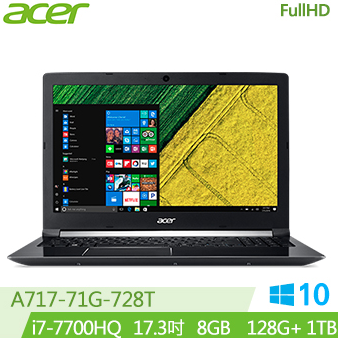 acer
FullHD
acer
A717-71G-728T
10
i7-7700HQ 17.3吋 8GB 128G+ 1TB